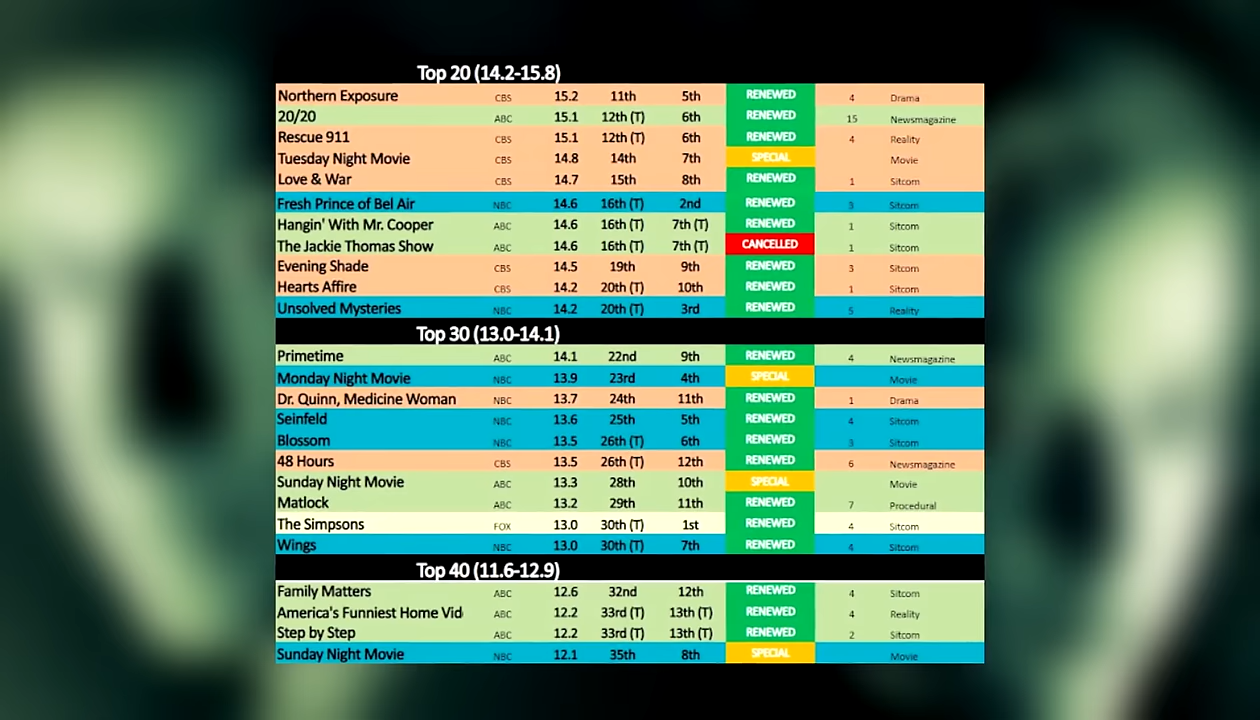 Top 20 (14.2-15.8)
Northern Exposure CBS 15.2 11th 5th RENEWED 4 Drama
20/20 ABC 15.1 12th (T) 6th RENEWED 15 Newsmagazine
Rescue 911 CBS 15.1 12th (T) 6th RENEWED 4 Reality
Tuesday Night Movie CBS 14.8 14th 7th SPECIAL Movie
Love & War CBS 14.7 15th 8th RENEWED 1 Sitcom
Fresh Prince of Bel Air NBC 14.6 16th (T) 2nd RENEWED 3 Sitcom
Hangin' With Mr. Cooper ABC 14.6 16th (T) 7th (T) RENEWED 1 Sitcom
The Jackie Thomas Show ABC 14.6 16th (T) 7th (T) CANCELLED 1 Sitcom
Evening Shade CBS 14.5 19th 9th RENEWED 3 Sitcom
Hearts Affire CBS 14.2 20th (T) 10th RENEWED 1 Sitcom
Unsolved Mysteries NBC 14.2 20th (T) 3rd RENEWED 5 Reality
Top 30 (13.0-14.1)
Primetime ABC 14.1 22nd 9th RENEWED 4 Newsmagazine
Monday Night Movie NBC 13.9 23rd 4th SPECIAL Movie
Dr. Quinn, Medicine Woman NBC 13.7 24th 11th RENEWED 1 Drama
Seinfeld NBC 13.6 25th 5th RENEWED 4 Sitcom
Blossom NBC 13.5 26th (T) 6th RENEWED 3 Sitcom
48 Hours CBS 13.5 26th (T) 12th RENEWED 6 Newsmagazine
Sunday Night Movie ABC 13.3 28th 10th SPECIAL Movie
Matlock ABC 13.2 29th 11th RENEWED 7 Procedural
The Simpsons FOX 13.0 30th (T) 1st RENEWED 4 Sitcom
Wings NBC 13.0 30th (T) 7th RENEWED 4 Sitcom
Top 40 (11.6-12.9)
Family Matters ABC 12.6 32nd 12th RENEWED 4 Sitcom
America's Funniest Home Vid ABC 12.2 33rd (T) 13th (T) RENEWED 4 Reality
Step by Step ABC 12.2 33rd (T) 13th (T) RENEWED 2 Sitcom
Sunday Night Movie NBC 12.1 35th 8th SPECIAL Movie